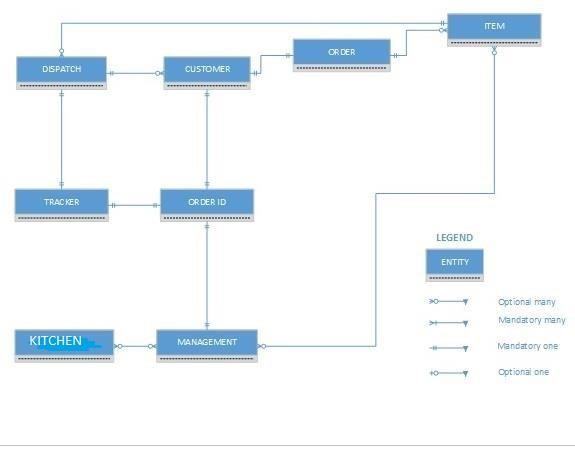 ITEM
ORDER
DISPATCH
CUSTOMER
TRACKER
ORDER ID
LEGEND
ENTITY
Optional many
Mandatory many
KITCHEN
MANAGEMENT
Mandatory one
Optional one